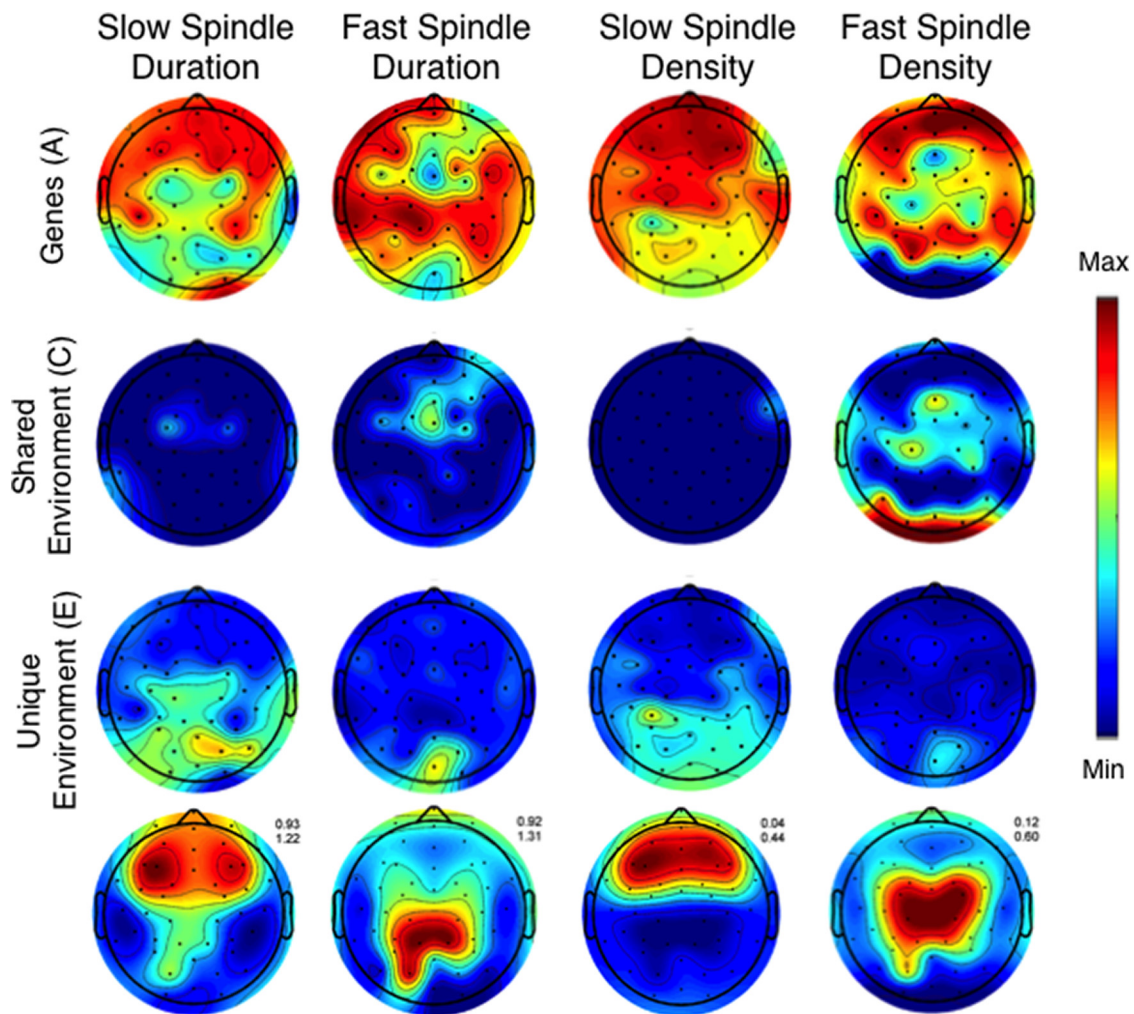 Slow Spindle
Duration
Fast Spindle
Duration
Slow Spindle
Density
Fast Spindle
Density
Genes (A)
Max
Shared
Environment (C)
Unique
Environment (E)
Min
0.93
1.22
0.92
1.31
0.04
0.44
0.12
0.60